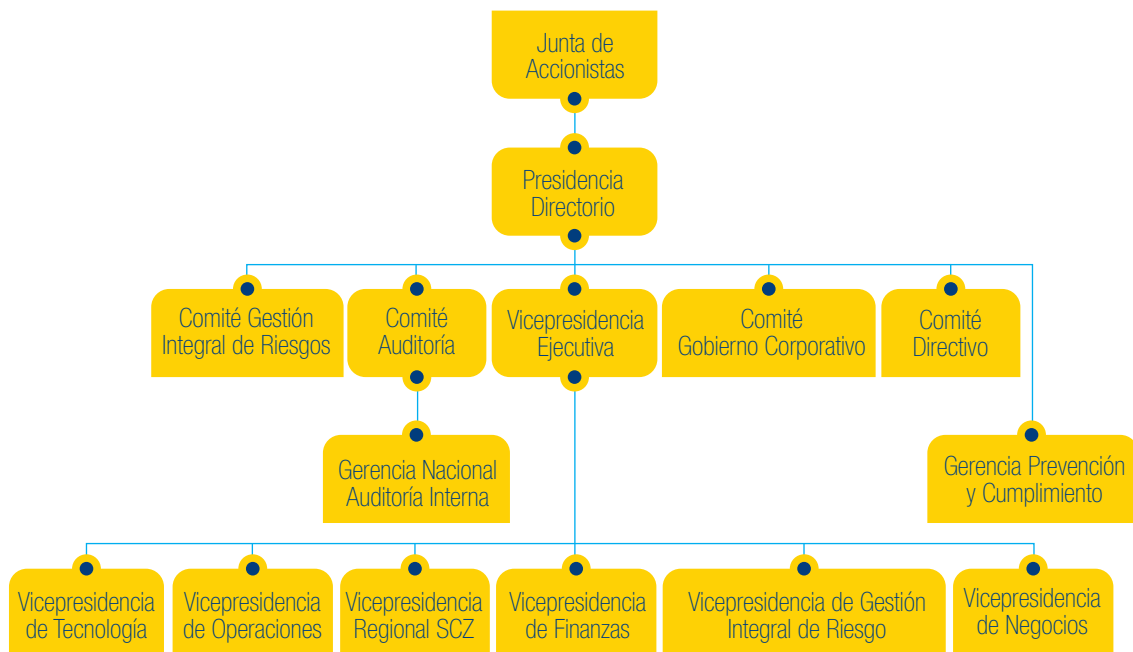 Junta de
Accionistas
Presidencia
Directorio
Comité Gestión
Integral de Riesgos
Comité
Auditoría
Vicepresidencia
Ejecutiva
Comité
Gobierno Corporativo
Comité
Directivo
Gerencia Nacional
Auditoría Interna
Gerencia Prevención
y Cumplimiento
Vicepresidencia
de Tecnología
Vicepresidencia
de Operaciones
Vicepresidencia
Regional SCZ
Vicepresidencia
de Finanzas
Vicepresidencia de Gestión
Integral de Riesgo
Vicepresidencia
de Negocios